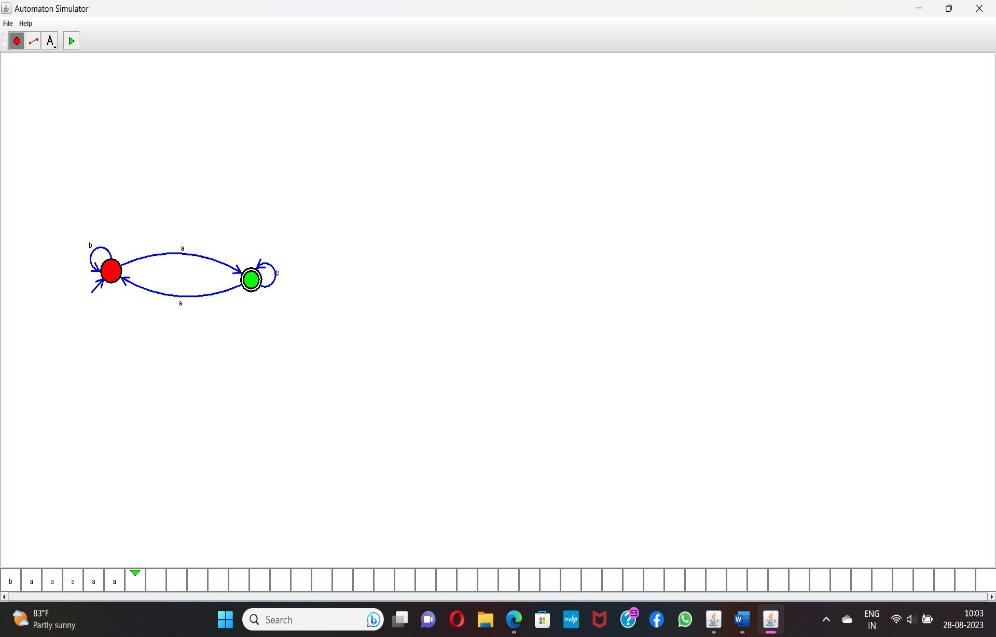 Automaton Simulator
File Help
A
b
a
a
b a a a a a
83°F
Partly sunny
Search
ENG
IN
10:03
28-08-2023